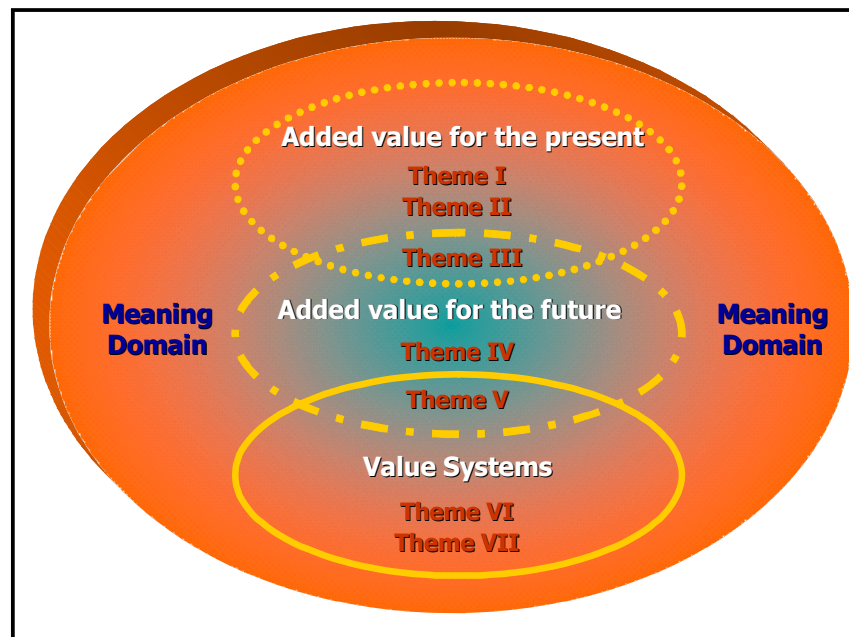 Added value for the present
Theme I
Theme II
Theme III
Added value for the future
Meaning
Domain
Meaning
Domain
Theme IV
Theme V
Value Systems
Theme VI
Theme VII